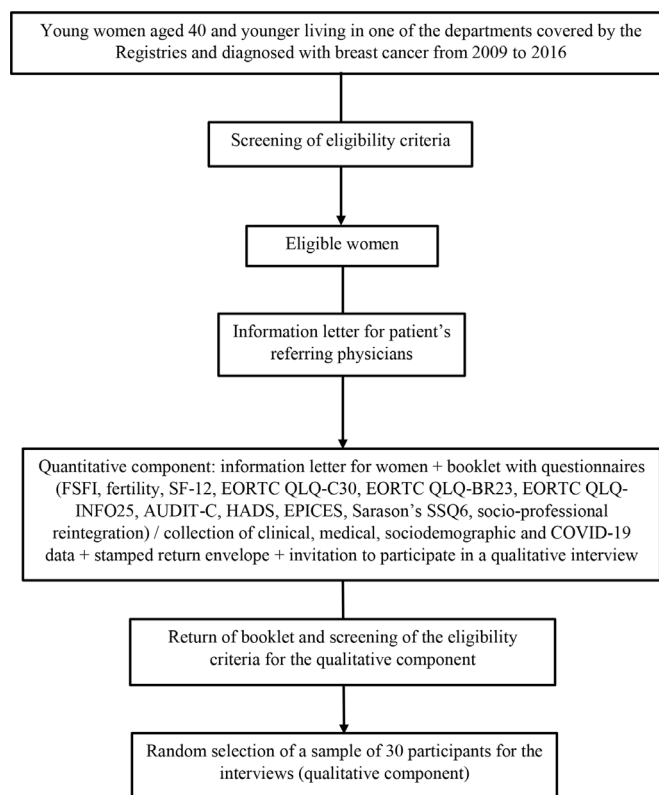 Young women aged 40 and younger living in one of the departments covered by the
Registries and diagnosed with breast cancer from 2009 to 2016
Screening of eligibility criteria
Eligible women
Information letter for patient's
referring physicians
Quantitative component: information letter for women + booklet with questionnaires
(FSFI, fertility, SF-12, EORTC QLQ-C30, EORTC QLQ-BR23, EORTC QLQ-
INFO25, AUDIT-C, HADS, EPICES, Sarason's SSQ6, socio-professional
reintegration) / collection of clinical, medical, sociodemographic and COVID-19
data + stamped return envelope + invitation to participate in a qualitative interview
Return of booklet and screening of the eligibility
criteria for the qualitative component
Random selection of a sample of 30 participants for the
interviews (qualitative component)